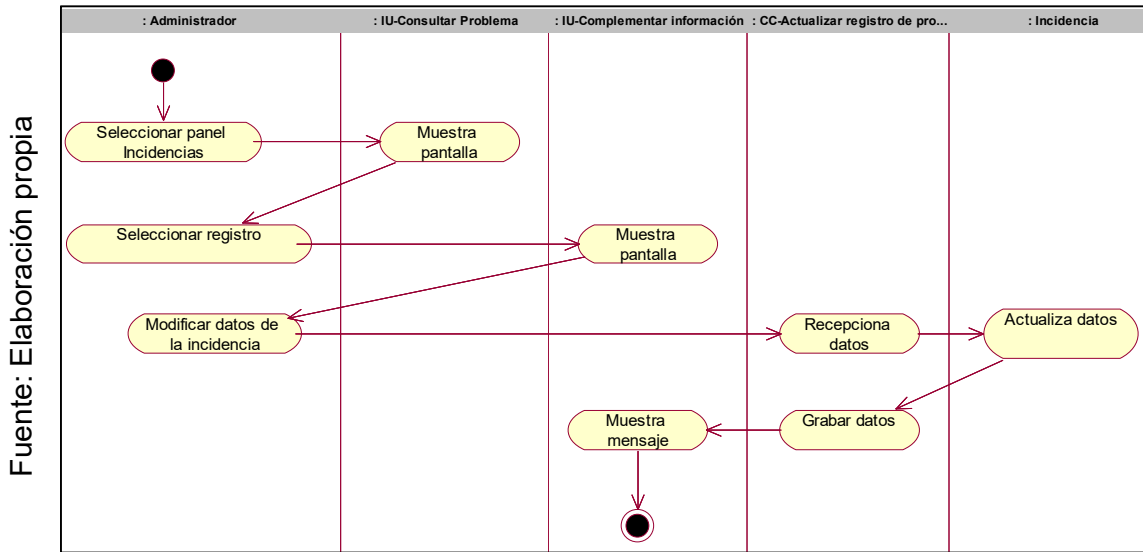 : Administrador
: IU-Consultar Problema
: IU-Complementar información
: CC-Actualizar registro de pro...
: Incidencia
Seleccionar panel
Incidencias
Muestra
pantalla
Seleccionar registro
Muestra
pantalla
Modificar datos de
la incidencia
Recepciona
datos
Actualiza datos
Muestra
mensaje
Grabar datos
Fuente: Elaboración propia